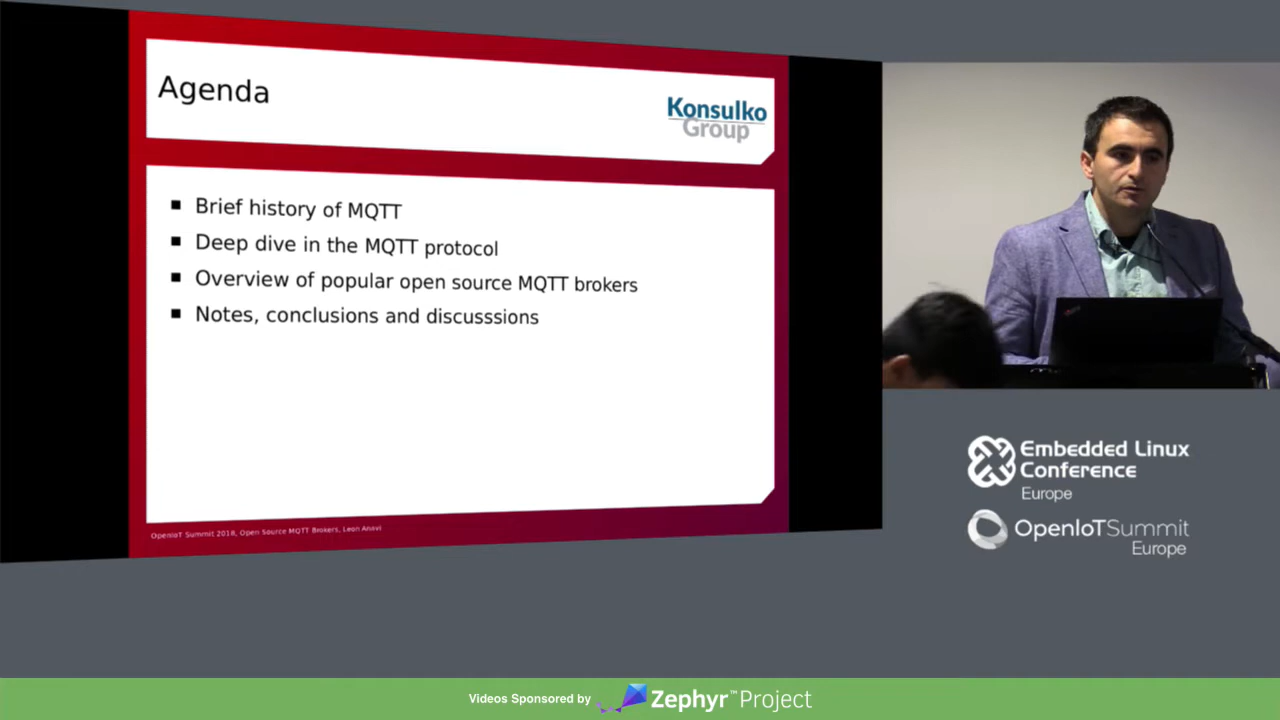 Agenda
Konsulko
Group
Brief history of MQTT
Deep dive in the MQTT protocol
Overview of popular open source MQTT brokers
Notes, conclusions and discusssions
OpenIoT Summit 2018, Open Source MQTT Brokers, Leon Anavi
Embedded Linux
Conference
Europe
OpenIoTSummit
Europe
Videos Sponsored by
Zephyr™Project